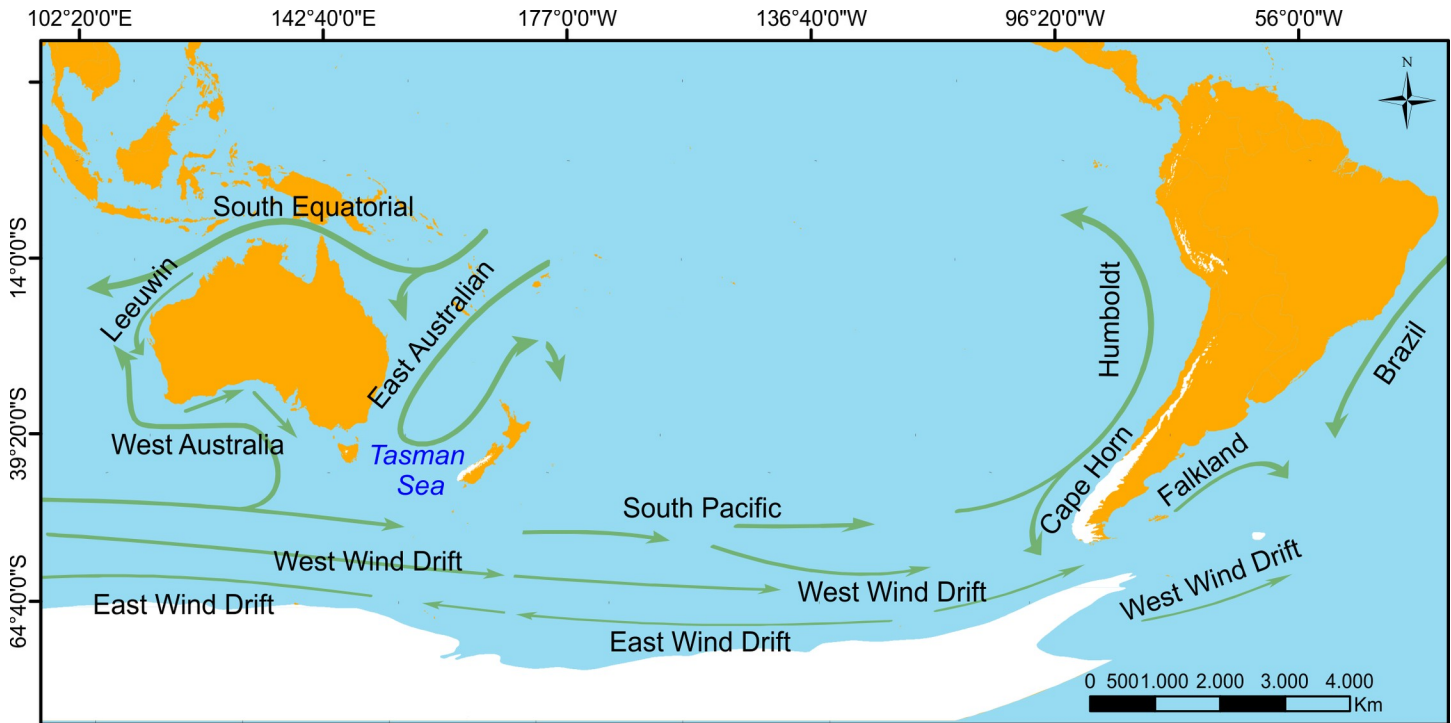 102°20'0"E
142°40'0"E
177°0'0"W
136°40'0"W
96°20'0"W
56°0'0"W
N
South Equatorial
14°0'0"S
Leeuwin
East Australian
Humboldt
Brazil
39°20'0"S
West Australia
Tasman
Sea
Cape Horn
Falkland
South Pacific
West Wind Drift
West Wind Drift
West Wind Drift
64°40'0"S
East Wind Drift
East Wind Drift
0 5001.000 2.000 3.000 4.000
Km